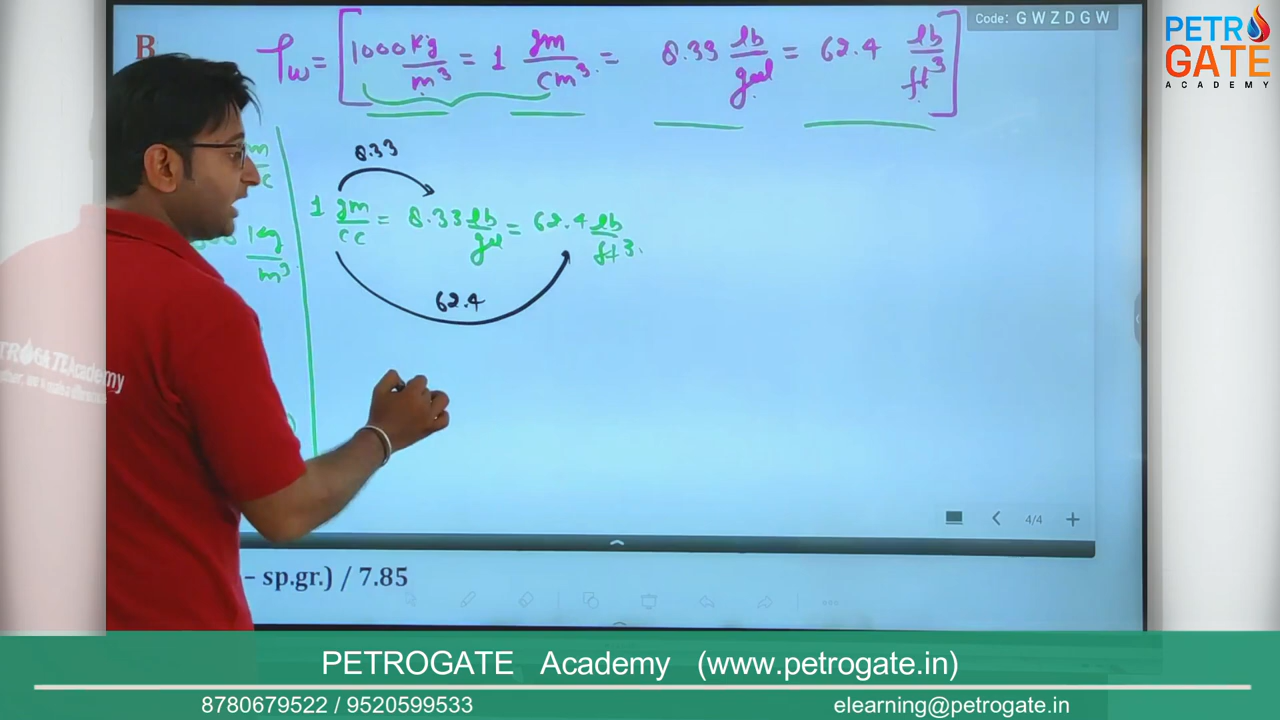 Code: G W Z D G W
PETRO
GATE
ACADEMY
B
ρw = [1000 kg/m³ = 1 gm/cm³ = 8.33 lb/gal = 62.4 lb/ft³]
8.33
1 gm/cc = 8.33 lb/gal = 62.4 lb/ft³.
kg/m³
62.4
4/4
– sp.gr.) / 7.85
PETROGATE Academy (www.petrogate.in)
8780679522 / 9520599533
elearning@petrogate.in